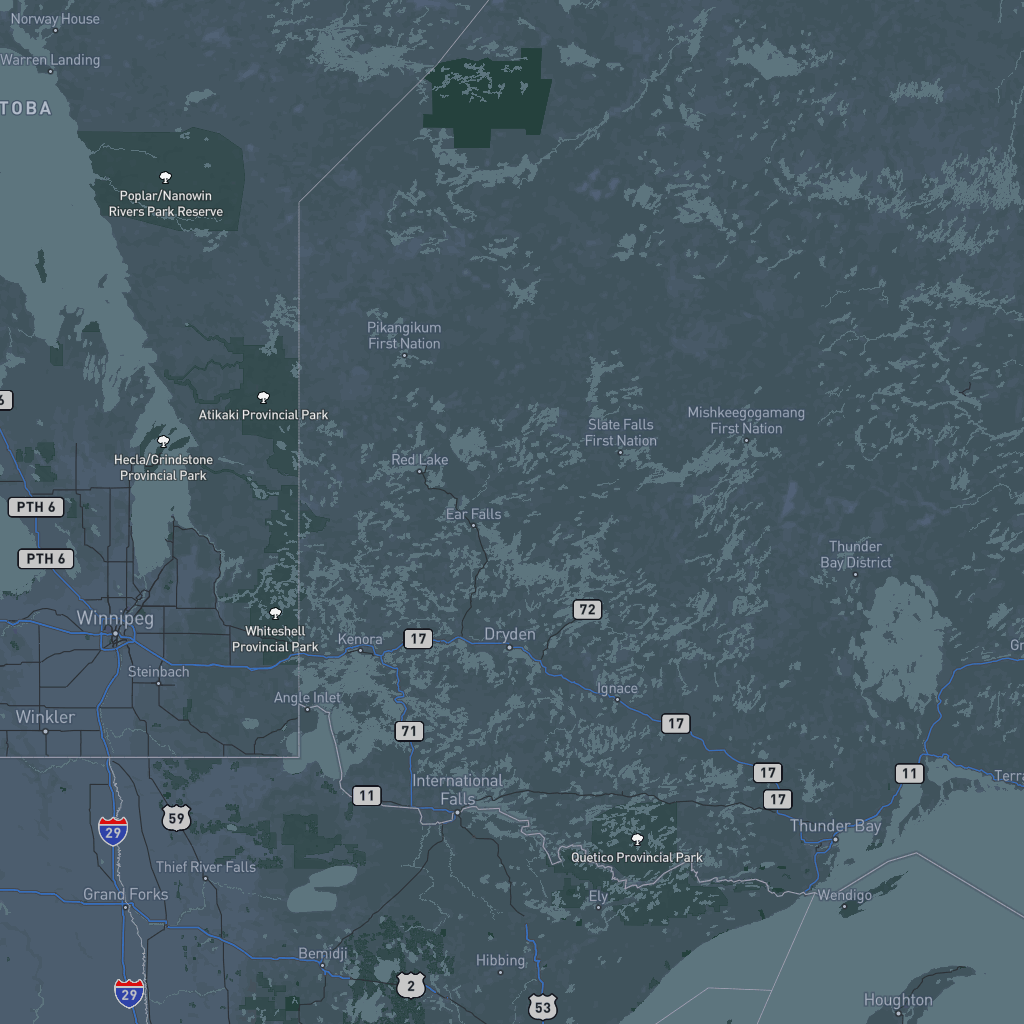 Norway House
Warren Landing
TOBA
Poplar/Nanowin
Rivers Park Reserve
Pikangikum
First Nation
6
Atikaki Provincial Park
Mishkeegogamang
First Nation
Slate Falls
First Nation
Hecla/Grindstone
Provincial Park
Red Lake
PTH 6
Ear Falls
PTH 6
Thunder
Bay District
72
Winnipeg
Whiteshell
Provincial Park
Kenora
17
Dryden
Gr
Steinbach
Angle Inlet
Ignace
Winkler
71
17
International
Falls
17
11
Terra
11
17
59
29
Thunder Bay
Quetico Provincial Park
Thief River Falls
Grand Forks
Ely
Wendigo
Bemidji
Hibbing
2
29
53
Houghton